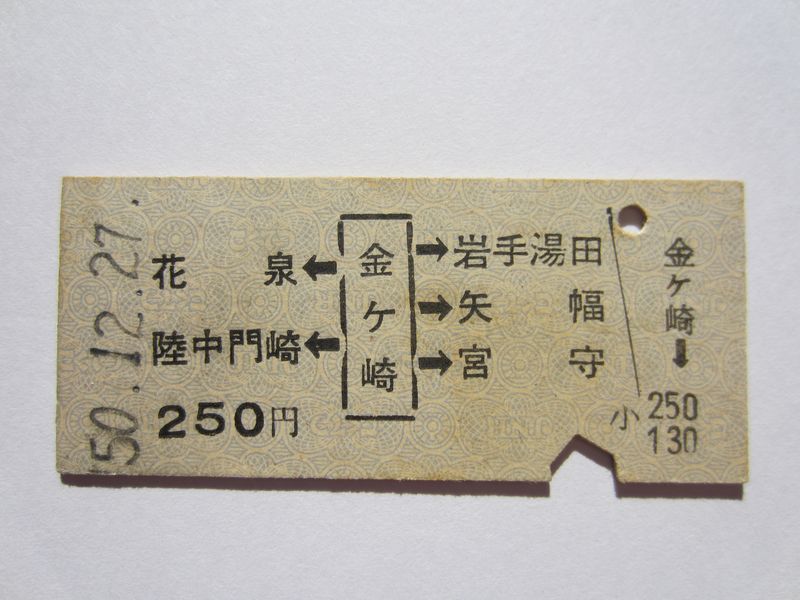 '50.12.27.
花泉←
陸中門崎←
250円
金ケ崎
→岩手湯田
→矢幅
→宮守
金ケ崎→
小 250
130